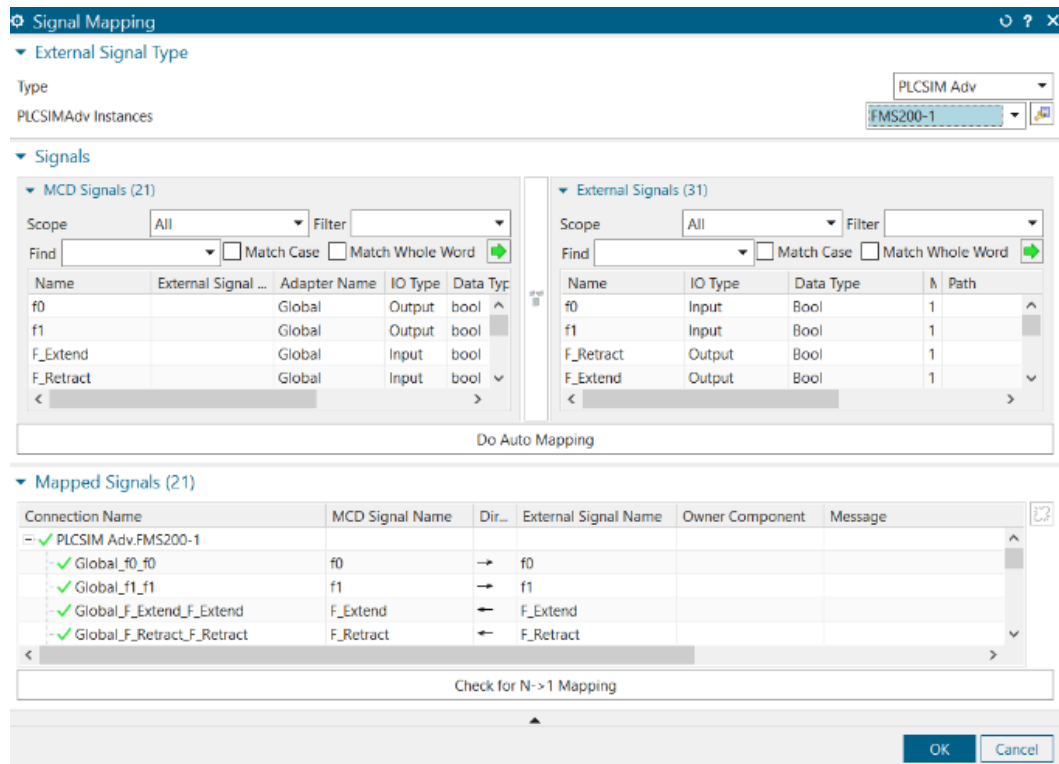 Signal Mapping
External Signal Type
Type PLCSIM Adv
PLCSIMAdv Instances FMS200-1
Signals
MCD Signals (21)
Scope All Filter
Find Match Case Match Whole Word
Name External Signal ... Adapter Name IO Type Data Typ
f0 Global Output bool
f1 Global Output bool
F_Extend Global Input bool
F_Retract Global Input bool
External Signals (31)
Scope All Filter
Find Match Case Match Whole Word
Name IO Type Data Type Path
f0 Input Bool 1
f1 Input Bool 1
F_Retract Output Bool 1
F_Extend Output Bool 1
Do Auto Mapping
Mapped Signals (21)
Connection Name MCD Signal Name Dir... External Signal Name Owner Component Message
PLCSIM Adv.FMS200-1
Global_f0_f0 f0 → f0
Global_f1_f1 f1 → f1
Global_F_Extend_F_Extend F_Extend ← F_Extend
Global_F_Retract_F_Retract F_Retract ← F_Retract
Check for N->1 Mapping
OK Cancel